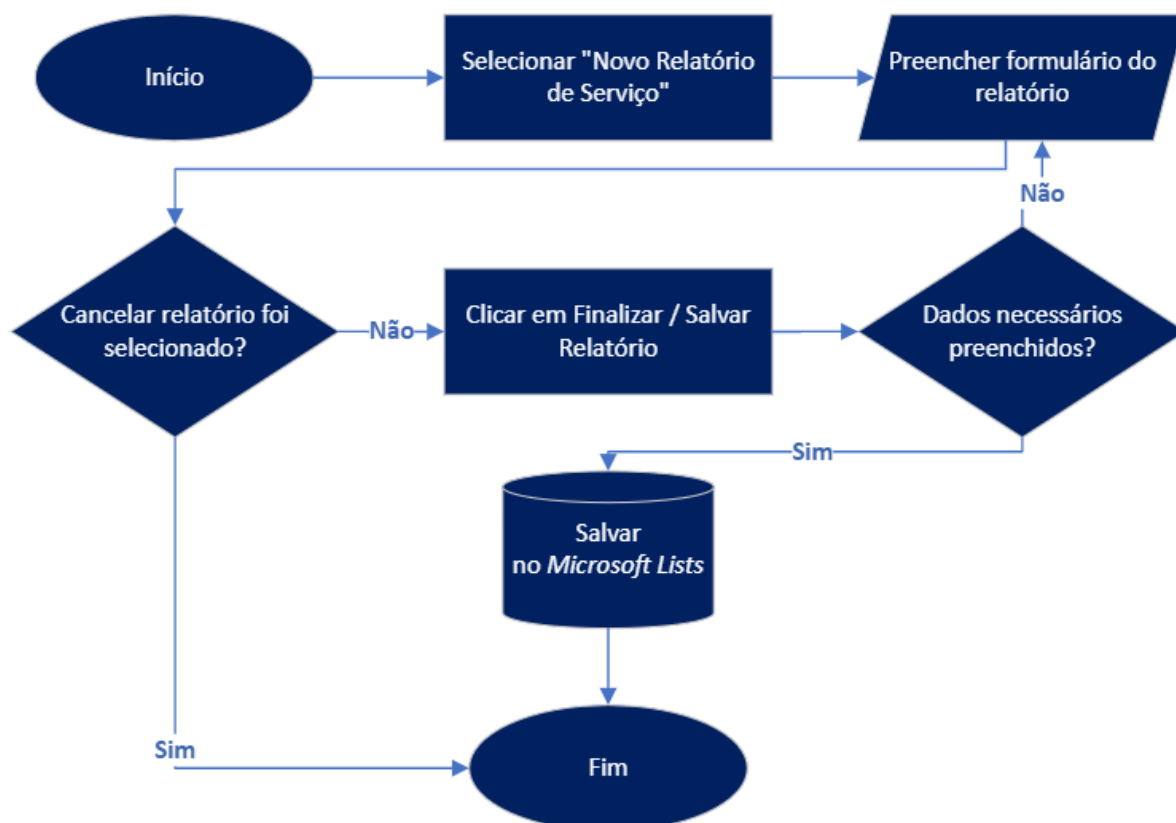 Início
Selecionar "Novo Relatório
de Serviço"
Preencher formulário do
relatório
Não
Cancelar relatório foi
selecionado?
Não
Clicar em Finalizar / Salvar
Relatório
Dados necessários
preenchidos?
Sim
Salvar
no Microsoft Lists
Sim
Fim